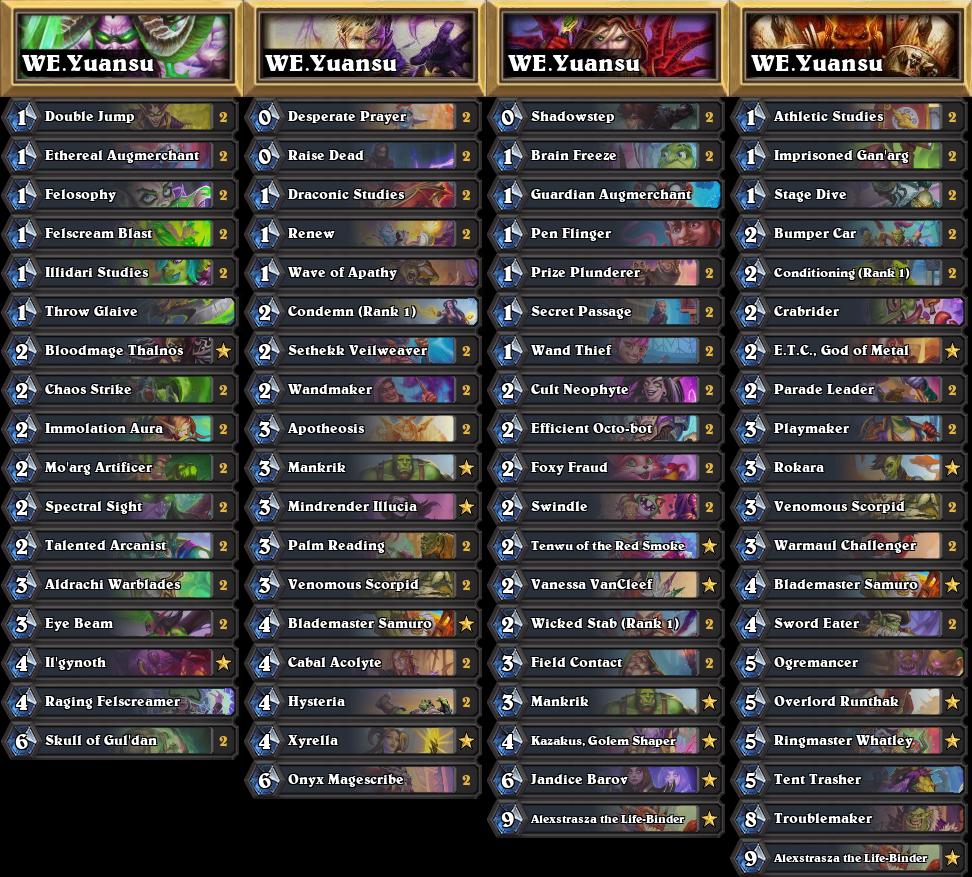 WE.Yuansu
1 Double Jump 2
1 Ethereal Augmerchant 2
1 Felosophy 2
1 Felscream Blast 2
1 Illidari Studies 2
1 Throw Glaive
2 Bloodmage Thalnos
2 Chaos Strike 2
2 Immolation Aura 2
2 Mo'arg Artificer 2
2 Spectral Sight 2
2 Talented Arcanist 2
3 Aldrachi Warblades 2
3 Eye Beam 2
4 Il'gynoth
4 Raging Felscreamer
6 Skull of Gul'dan 2
WE.Yuansu
0 Desperate Prayer 2
0 Raise Dead 2
1 Draconic Studies 2
1 Renew 2
1 Wave of Apathy
2 Condemn (Rank 1)
2 Sethekk Veilweaver 2
2 Wandmaker 2
3 Apotheosis 2
3 Mankrik
3 Mindrender Illucia
3 Palm Reading 2
3 Venomous Scorpid 2
4 Blademaster Samuro
4 Cabal Acolyte 2
4 Hysteria 2
4 Xyrella
6 Onyx Magescribe 2
WE.Yuansu
0 Shadowstep 2
1 Brain Freeze 2
1 Guardian Augmerchant
1 Pen Flinger
1 Prize Plunderer 2
1 Secret Passage 2
1 Wand Thief 2
2 Cult Neophyte 2
2 Efficient Octo-bot 2
2 Foxy Fraud 2
2 Swindle 2
2 Tenwu of the Red Smoke
2 Vanessa VanCleef
2 Wicked Stab (Rank 1) 2
3 Field Contact 2
3 Mankrik
4 Kazakus, Golem Shaper
6 Jandice Barov
9 Alexstrasza the Life-Binder
WE.Yuansu
1 Athletic Studies 2
1 Imprisoned Gan'arg 2
1 Stage Dive 2
2 Bumper Car 2
2 Conditioning (Rank 1) 2
2 Crabrider
2 E.T.C., God of Metal
2 Parade Leader 2
3 Playmaker 2
3 Rokara
3 Venomous Scorpid 2
3 Warmaul Challenger 2
4 Blademaster Samuro
4 Sword Eater 2
5 Ogremancer
5 Overlord Runthak
5 Ringmaster Whatley
5 Tent Trasher
8 Troublemaker
9 Alexstrasza the Life-Binder